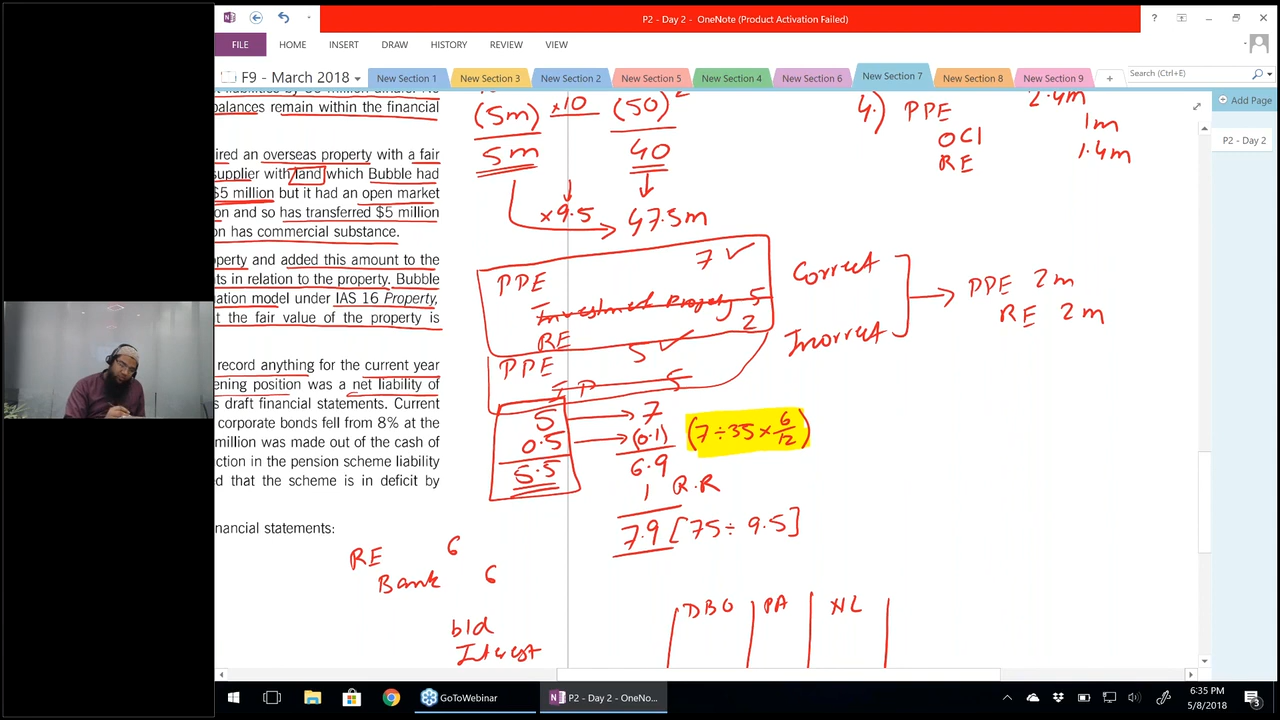 P2 - Day 2 - OneNote (Product Activation Failed)
FILE HOME INSERT DRAW HISTORY REVIEW VIEW
F9 - March 2018
New Section 1 New Section 3 New Section 2 New Section 5 New Section 4 New Section 6 New Section 7 New Section 8 New Section 9 +
Search (Ctrl+E)
Add Page
P2 - Day 2
balances remain within the financial
ired an overseas property with a fair
supplier with land which Bubble had
$5 million but it had an open market
on and so has transferred $5 million
on has commercial substance.
operty and added this amount to the
ts in relation to the property. Bubble
uation model under IAS 16 Property,
t the fair value of the property is
record anything for the current year
ening position was a net liability of
s draft financial statements. Current
corporate bonds fell from 8% at the
million was made out of the cash of
ction in the pension scheme liability
d that the scheme is in deficit by
nancial statements:
(5m) ×10 (50)
5m 40
×9.5 47.5m
4.) PPE 2.4m
OCI 1m
RE 1.4m
PPE 7 ✓
Investment Property 5
RE 2
PPE 5 ✓
IP 5
Correct
Incorrect
PPE 2m
RE 2m
5 → 7
0.5 → (0.1) (7÷35×6/12)
5.5 6.9
1 R.R
7.9 [75÷9.5]
RE 6
Bank 6
b/d
Interest
DBO PA NL
GoToWebinar
P2 - Day 2 - OneNo...
6:35 PM
5/8/2018
3